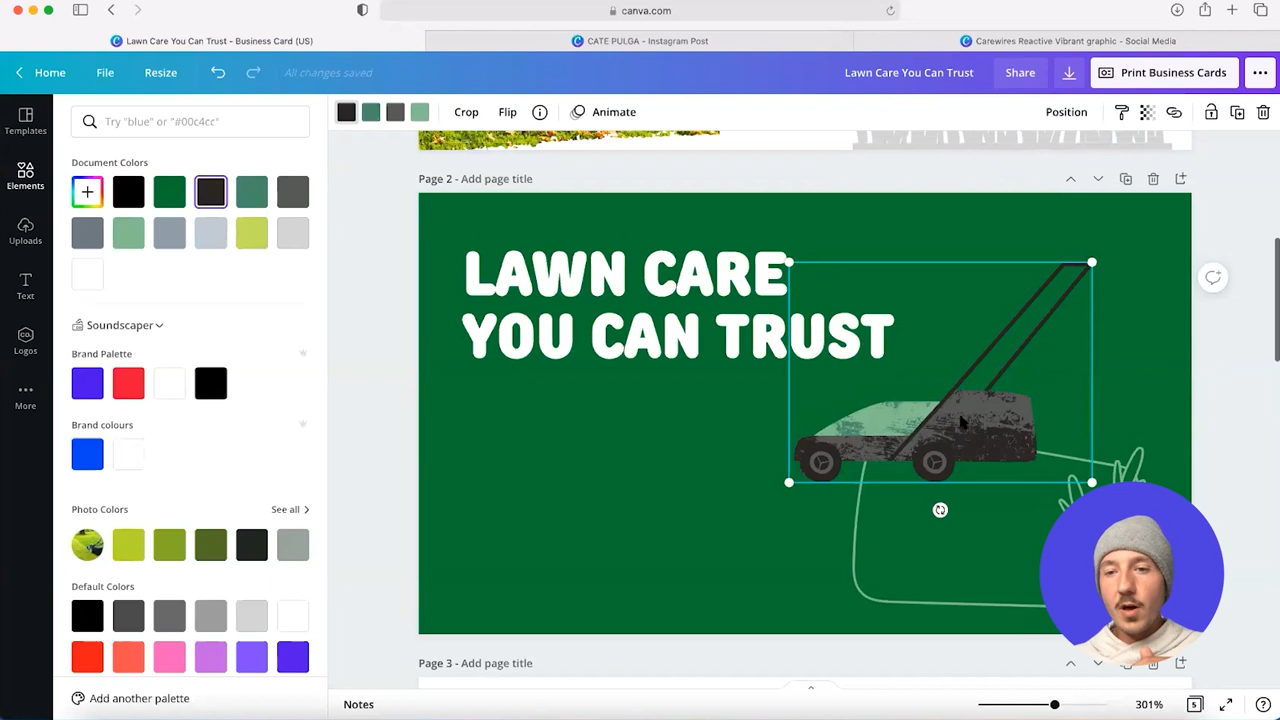 canva.com
Lawn Care You Can Trust - Business Card (US)
CATE PULGA - Instagram Post
Carewires Reactive Vibrant graphic - Social Media
Home
File
Resize
All changes saved
Lawn Care You Can Trust
Share
Print Business Cards
Templates
Elements
Uploads
Text
Logos
More
CO.
Try "blue" or "#00c4cc"
Crop
Flip
Animate
Position
Document Colors
Soundscaper
Brand Palette
Brand colours
Photo Colors
See all
Default Colors
Add another palette
Page 2 - Add page title
LAWN CARE
YOU CAN TRUST
Page 3 - Add page title
Notes
301%
5